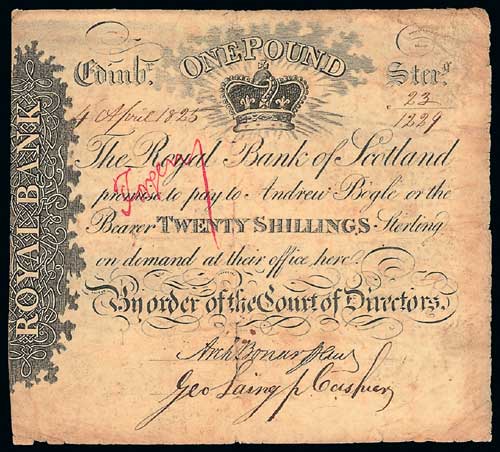 ROYAL BANK
ONE POUND
Edinbr. Sterg.
4 April 1825 23
1229
The Royal Bank of Scotland
promise to pay to Andrew Bogle or the
Bearer TWENTY SHILLINGS Sterling
on demand at their office here
By order of the Court of Directors.
Archd Bonar
Geo Laing p Cashier